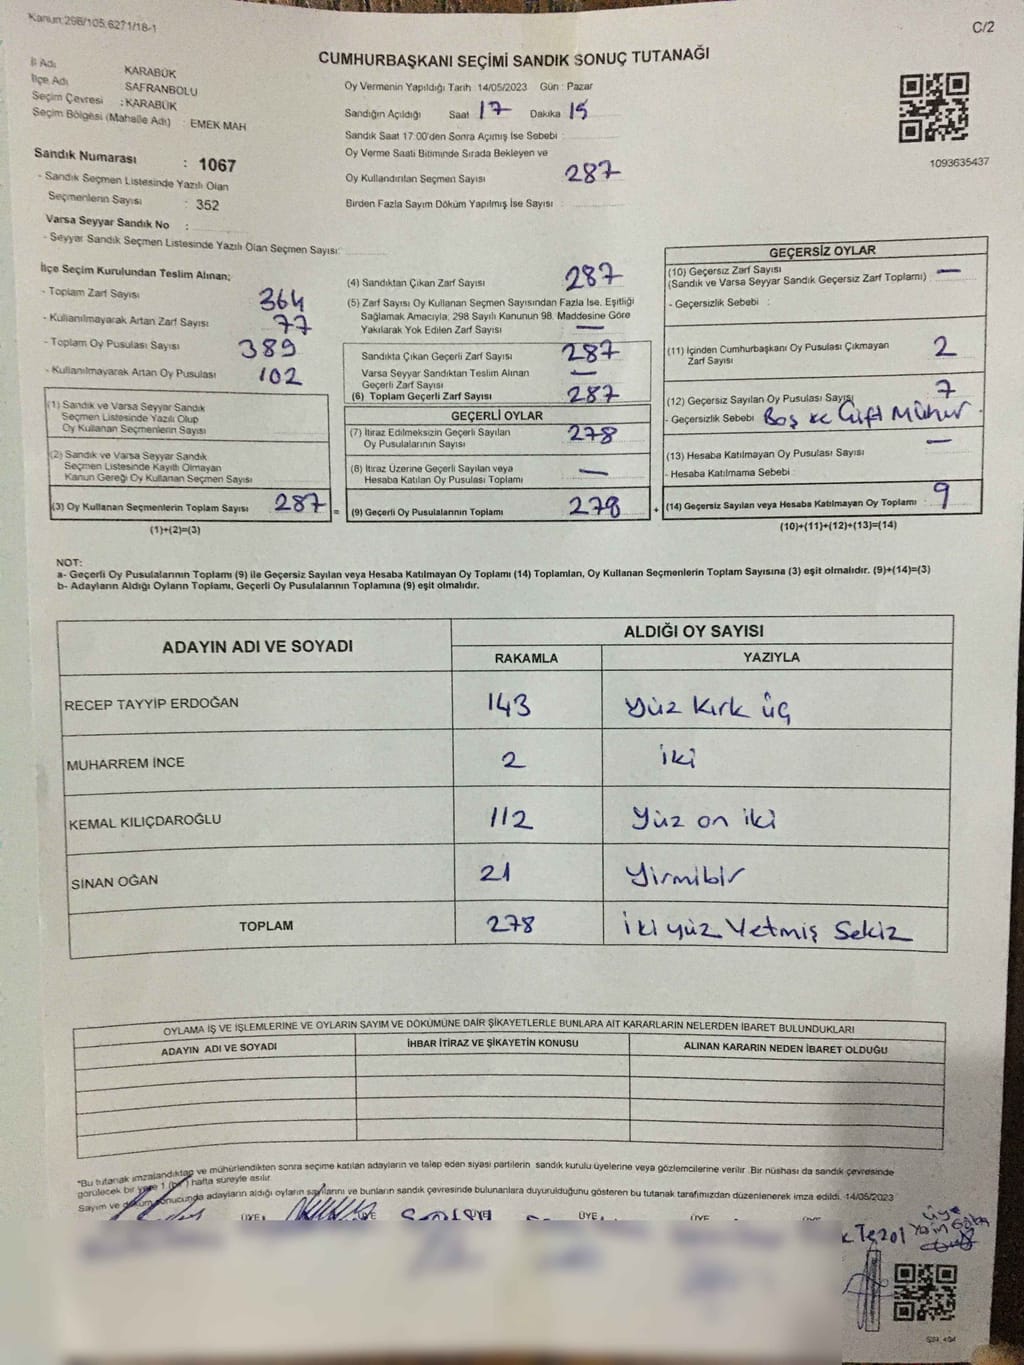 Kanun:298/105,6271/18-1
C/2
CUMHURBAŞKANI SEÇİMİ SANDIK SONUÇ TUTANAĞI
İl Adı KARABÜK
İlçe Adı SAFRANBOLU
Seçim Çevresi : KARABÜK
Seçim Bölgesi (Mahalle Adı) : EMEK MAH
Sandık Numarası : 1067
- Sandık Seçmen Listesinde Yazılı Olan
Seçmenlerin Sayısı : 352
Varsa Seyyar Sandık No :
- Seyyar Sandık Seçmen Listesinde Yazılı Olan Seçmen Sayısı:
Oy Vermenin Yapıldığı Tarih :14/05/2023 Gün : Pazar
Sandığın Açıldığı Saat 17 Dakika 15
Sandık Saat 17:00'den Sonra Açımış İse Sebebi :
Oy Verme Saati Bitiminde Sırada Bekleyen ve
Oy Kullandırılan Seçmen Sayısı 287
Birden Fazla Sayım Döküm Yapılmış İse Sayısı :
1093635437
İlçe Seçim Kurulundan Teslim Alınan;
- Toplam Zarf Sayısı 364
- Kullanılmayarak Artan Zarf Sayısı 77
- Toplam Oy Pusulası Sayısı 389
- Kullanılmayarak Artan Oy Pusulası 102
(1) Sandık ve Varsa Seyyar Sandık
Seçmen Listesinde Yazılı Olup
Oy Kullanan Seçmenlerin Sayısı
(2) Sandık ve Varsa Seyyar Sandık
Seçmen Listesinde Kayıtlı Olmayan
Kanun Gereği Oy Kullanan Seçmen Sayısı
(3) Oy Kullanan Seçmenlerin Toplam Sayısı 287 =
(1)+(2)=(3)
(4) Sandıktan Çıkan Zarf Sayısı 287
(5) Zarf Sayısı Oy Kullanan Seçmen Sayısından Fazla İse, Eşitliği
Sağlamak Amacıyla, 298 Sayılı Kanunun 98. Maddesine Göre
Yakılarak Yok Edilen Zarf Sayısı —
Sandıkta Çıkan Geçerli Zarf Sayısı 287
Varsa Seyyar Sandıktan Teslim Alınan
Geçerli Zarf Sayısı —
(6) Toplam Geçerli Zarf Sayısı 287
GEÇERLİ OYLAR
(7) İtiraz Edilmeksizin Geçerli Sayılan
Oy Pusulalarının Sayısı 278
(8) İtiraz Üzerine Geçerli Sayılan veya
Hesaba Katılan Oy Pusulası Toplamı —
(9) Geçerli Oy Pusulalarının Toplamı 278 +
GEÇERSİZ OYLAR
(10) Geçersiz Zarf Sayısı
(Sandık ve Varsa Seyyar Sandık Geçersiz Zarf Toplamı) : —
- Geçersizlik Sebebi :
(11) İçinden Cumhurbaşkanı Oy Pusulası Çıkmayan
Zarf Sayısı 2
(12) Geçersiz Sayılan Oy Pusulası Sayısı 7
- Geçersizlik Sebebi Boş ve Çift Mühür
(13) Hesaba Katılmayan Oy Pusulası Sayısı —
- Hesaba Katılmama Sebebi :
(14) Geçersiz Sayılan veya Hesaba Katılmayan Oy Toplamı : 9
(10)+(11)+(12)+(13)=(14)
NOT:
a- Geçerli Oy Pusulalarının Toplamı (9) ile Geçersiz Sayılan veya Hesaba Katılmayan Oy Toplamı (14) Toplamları, Oy Kullanan Seçmenlerin Toplam Sayısına (3) eşit olmalıdır. (9)+(14)=(3)
b- Adayların Aldığı Oyların Toplamı, Geçerli Oy Pusulalarının Toplamına (9) eşit olmalıdır.
ADAYIN ADI VE SOYADI ALDIĞI OY SAYISI
RAKAMLA YAZIYLA
RECEP TAYYİP ERDOĞAN 143 Yüz Kırk üç
MUHARREM İNCE 2 iki
KEMAL KILIÇDAROĞLU 112 Yüz on iki
SİNAN OĞAN 21 Yirmibir
TOPLAM 278 İki yüz Yetmiş Sekiz
OYLAMA İŞ VE İŞLEMLERİNE VE OYLARIN SAYIM VE DÖKÜMÜNE DAİR ŞİKAYETLERLE BUNLARA AİT KARARLARIN NELERDEN İBARET BULUNDUKLARI
ADAYIN ADI VE SOYADI İHBAR İTİRAZ VE ŞİKAYETİN KONUSU ALINAN KARARIN NEDEN İBARET OLDUĞU
*Bu tutanak imzalandıktan ve mühürlendikten sonra seçime katılan adayların ve talep eden siyasi partilerin sandık kurulu üyelerine veya gözlemcilerine verilir .Bir nüshası da sandık çevresinde
görülecek bir yere 1 (bir) hafta süreyle asılır.
Sayım ve döküm sonucunda adayların aldığı oyların sayılarını ve bunların sandık çevresinde bulunanlara duyurulduğunu gösteren bu tutanak tarafımızdan düzenlenerek imza edildi. 14/05/2023
ÜYE ÜYE ÜYE ÜYE ÜYE ÜYE
üye